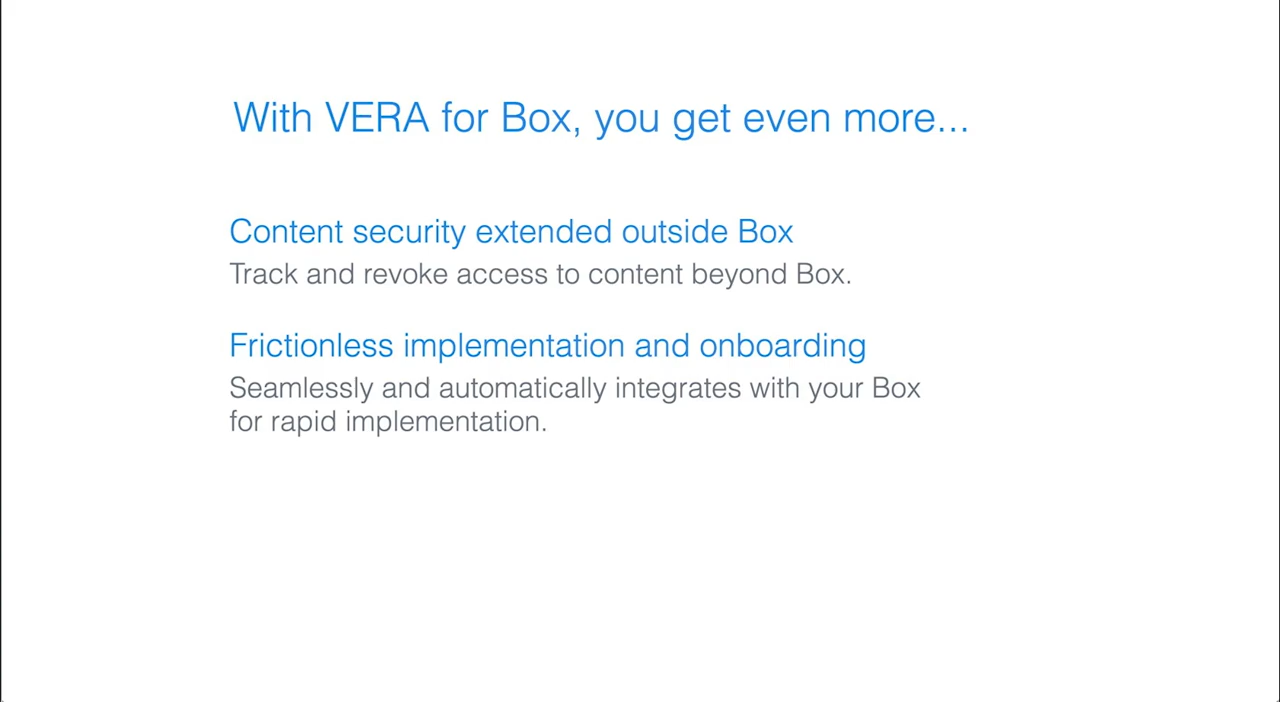 With VERA for Box, you get even more...
Content security extended outside Box
Track and revoke access to content beyond Box.
Frictionless implementation and onboarding
Seamlessly and automatically integrates with your Box
for rapid implementation.